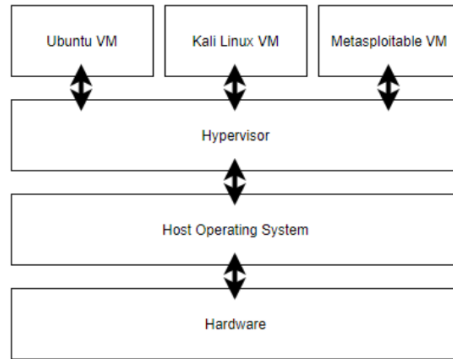 Ubuntu VM
Kali Linux VM
Metasploitable VM
Hypervisor
Host Operating System
Hardware